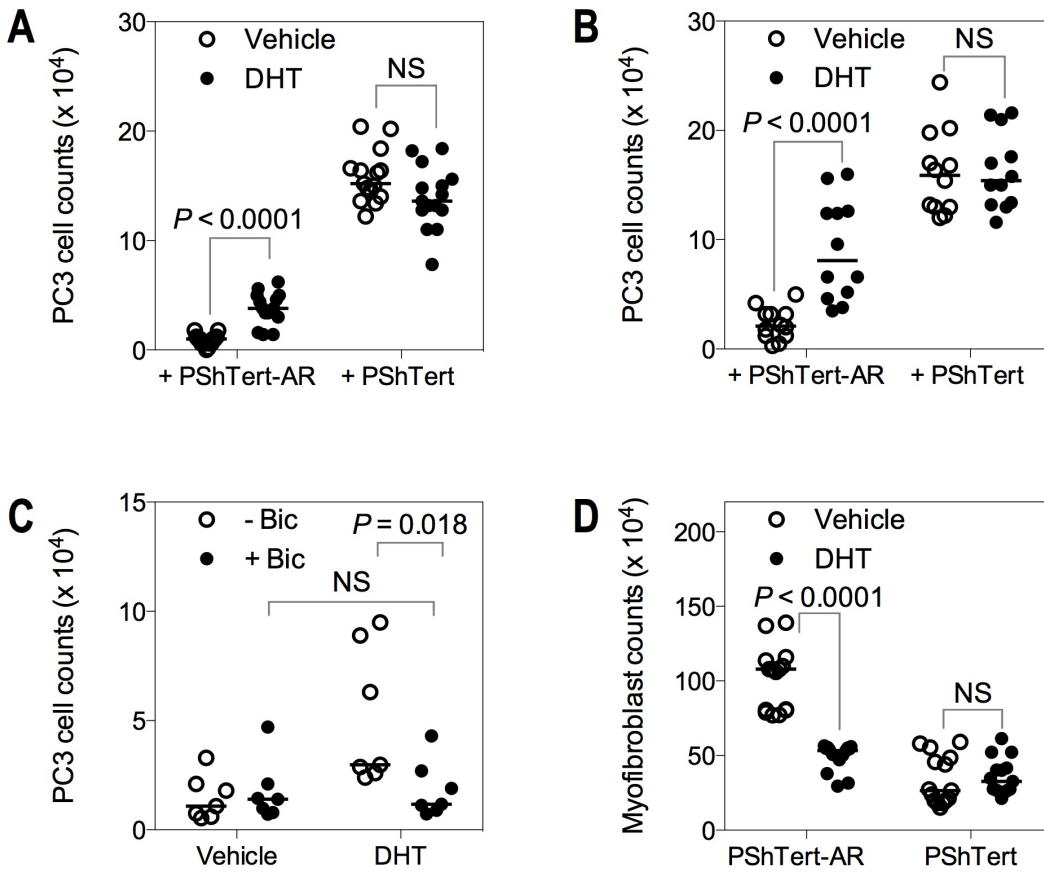 A
PC3 cell counts (x 10⁴)
30
20
10
0
Vehicle
DHT
NS
P < 0.0001
+ PShTert-AR
+ PShTert
B
PC3 cell counts (x 10⁴)
30
20
10
0
Vehicle
DHT
NS
P < 0.0001
+ PShTert-AR
+ PShTert
C
PC3 cell counts (x 10⁴)
15
10
5
0
- Bic
+ Bic
P = 0.018
NS
Vehicle
DHT
D
Myofibroblast counts (x 10⁴)
200
150
100
50
0
Vehicle
DHT
P < 0.0001
NS
PShTert-AR
PShTert